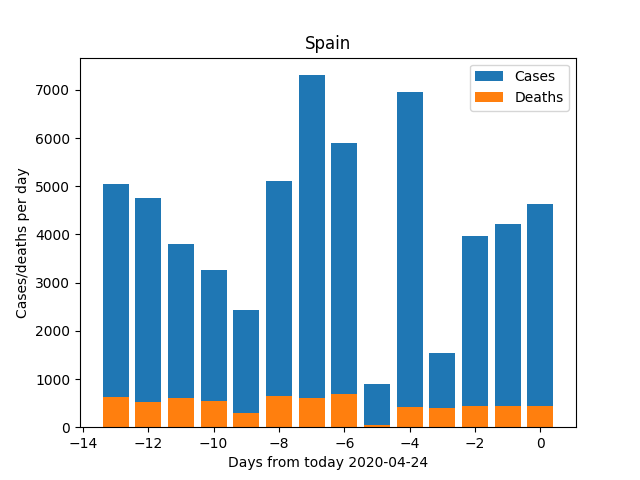 Spain
Cases
Deaths
Cases/deaths per day
7000
6000
5000
4000
3000
2000
1000
0
−14 −12 −10 −8 −6 −4 −2 0
Days from today 2020-04-24